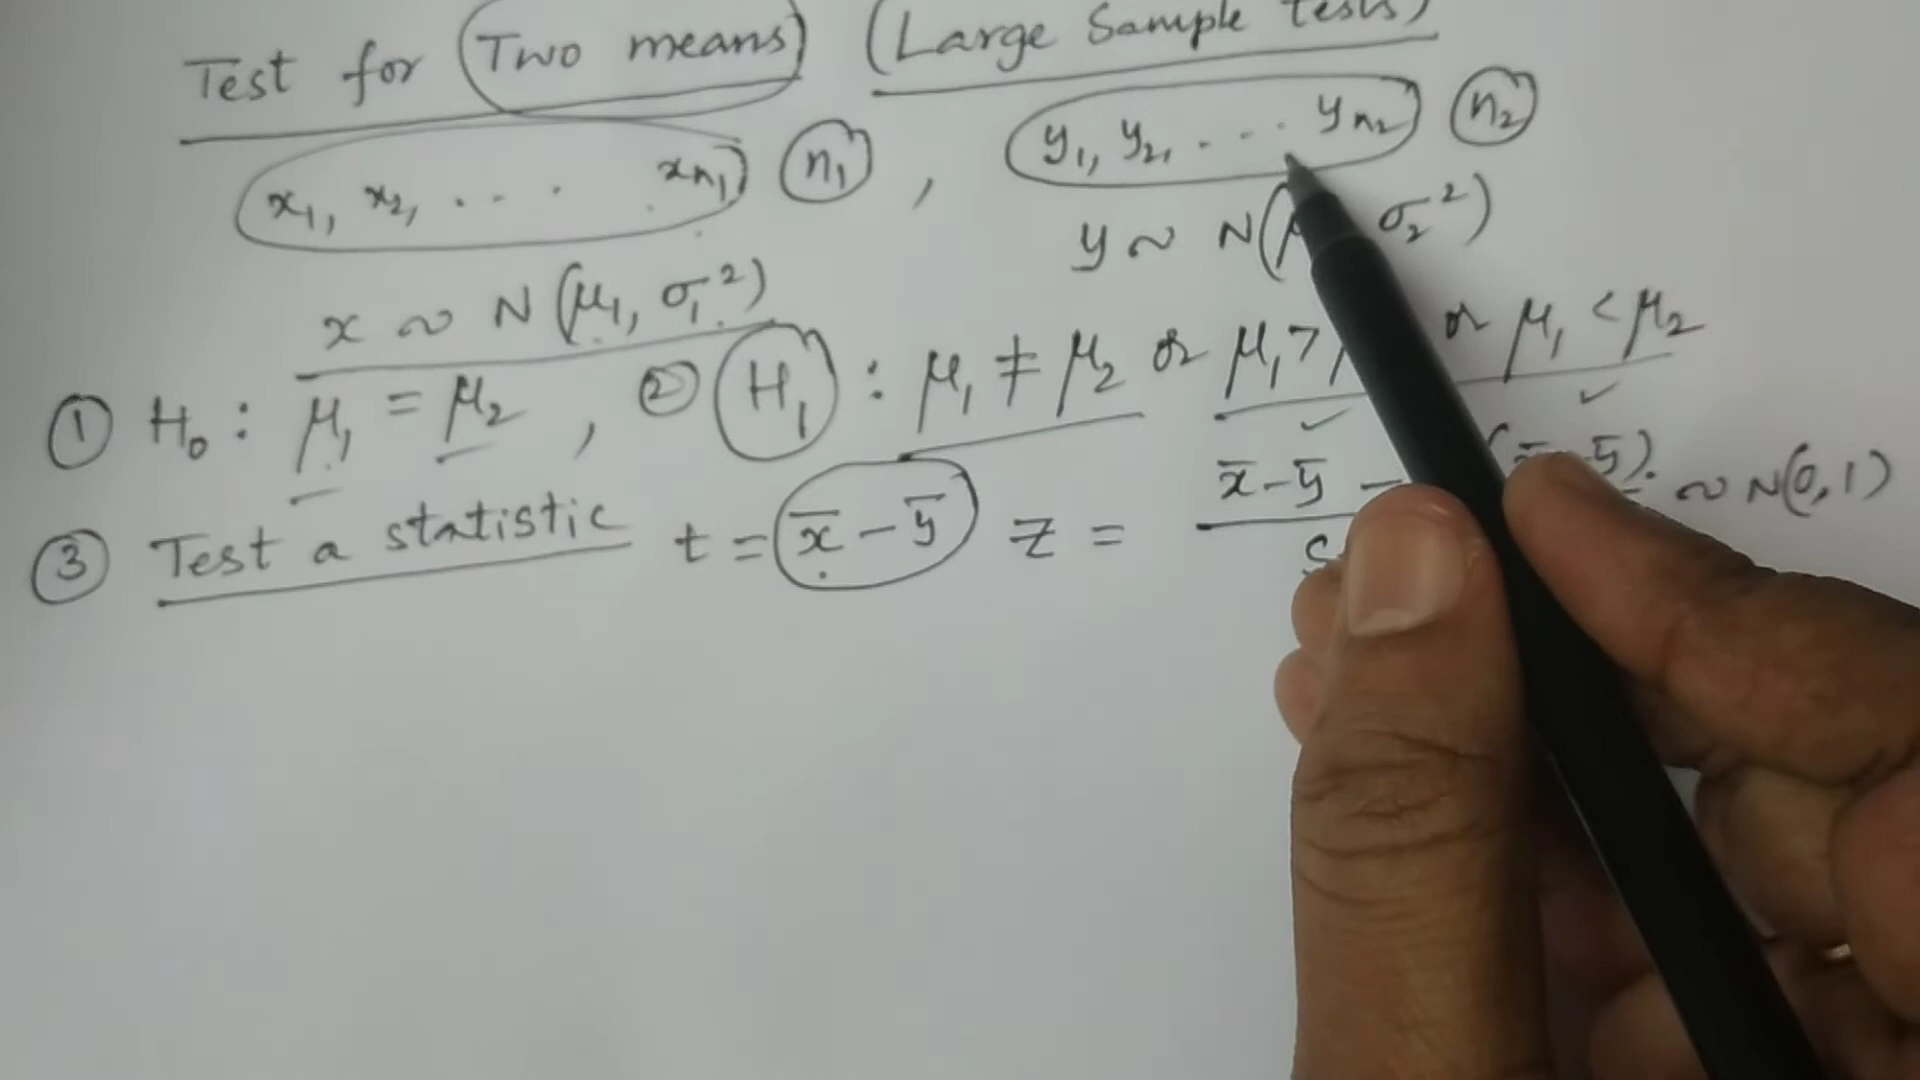 Test for Two means (Large Sample tests)
x₁, x₂, . . . . xₙ₁ n₁ , y₁, y₂, . . . . yₙ₂ n₂
x ~ N(μ₁, σ₁²) y ~ N( σ₂²)
① H₀ : μ₁ = μ₂ , ② H₁ : μ₁ ≠ μ₂ or μ₁ > or μ₁ < μ₂
③ Test a statistic t = x̄ - ȳ z = x̄ - ȳ - ȳ) ~ N(0, 1)